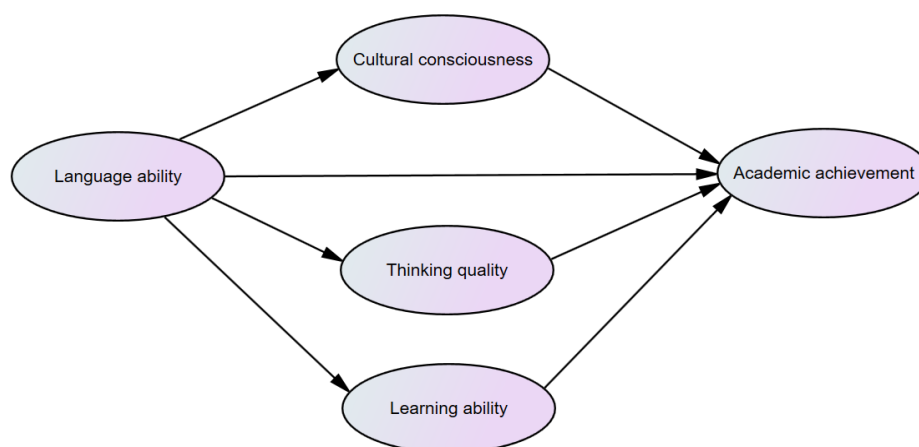 Cultural consciousness
Language ability
Academic achievement
Thinking quality
Learning ability